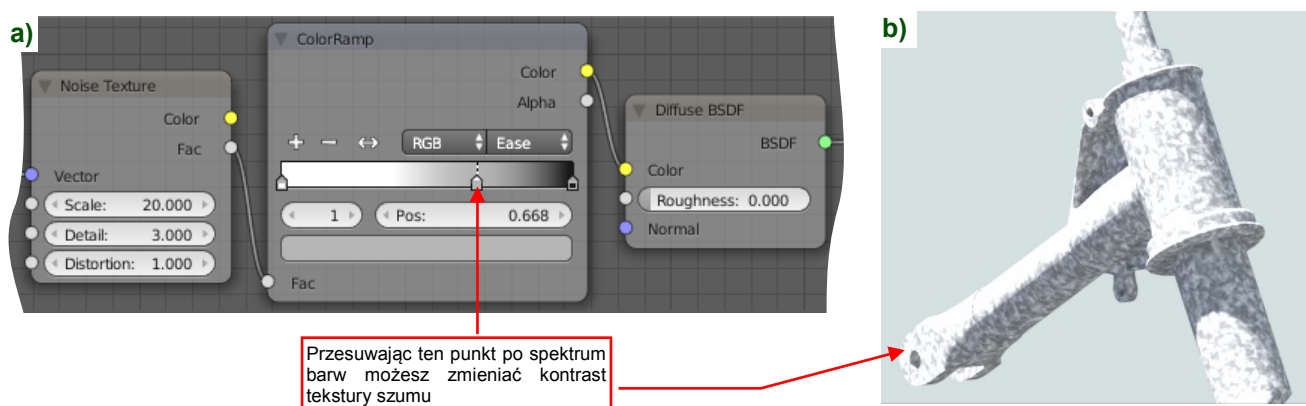 a)
Noise Texture
Color
Fac
Vector
Scale: 20.000
Detail: 3.000
Distortion: 1.000
ColorRamp
Color
Alpha
RGB Ease
1 Pos: 0.668
Fac
Diffuse BSDF
BSDF
Color
Roughness: 0.000
Normal
Przesuwając ten punkt po spektrum
barw możesz zmieniać kontrast
tekstury szumu
b)